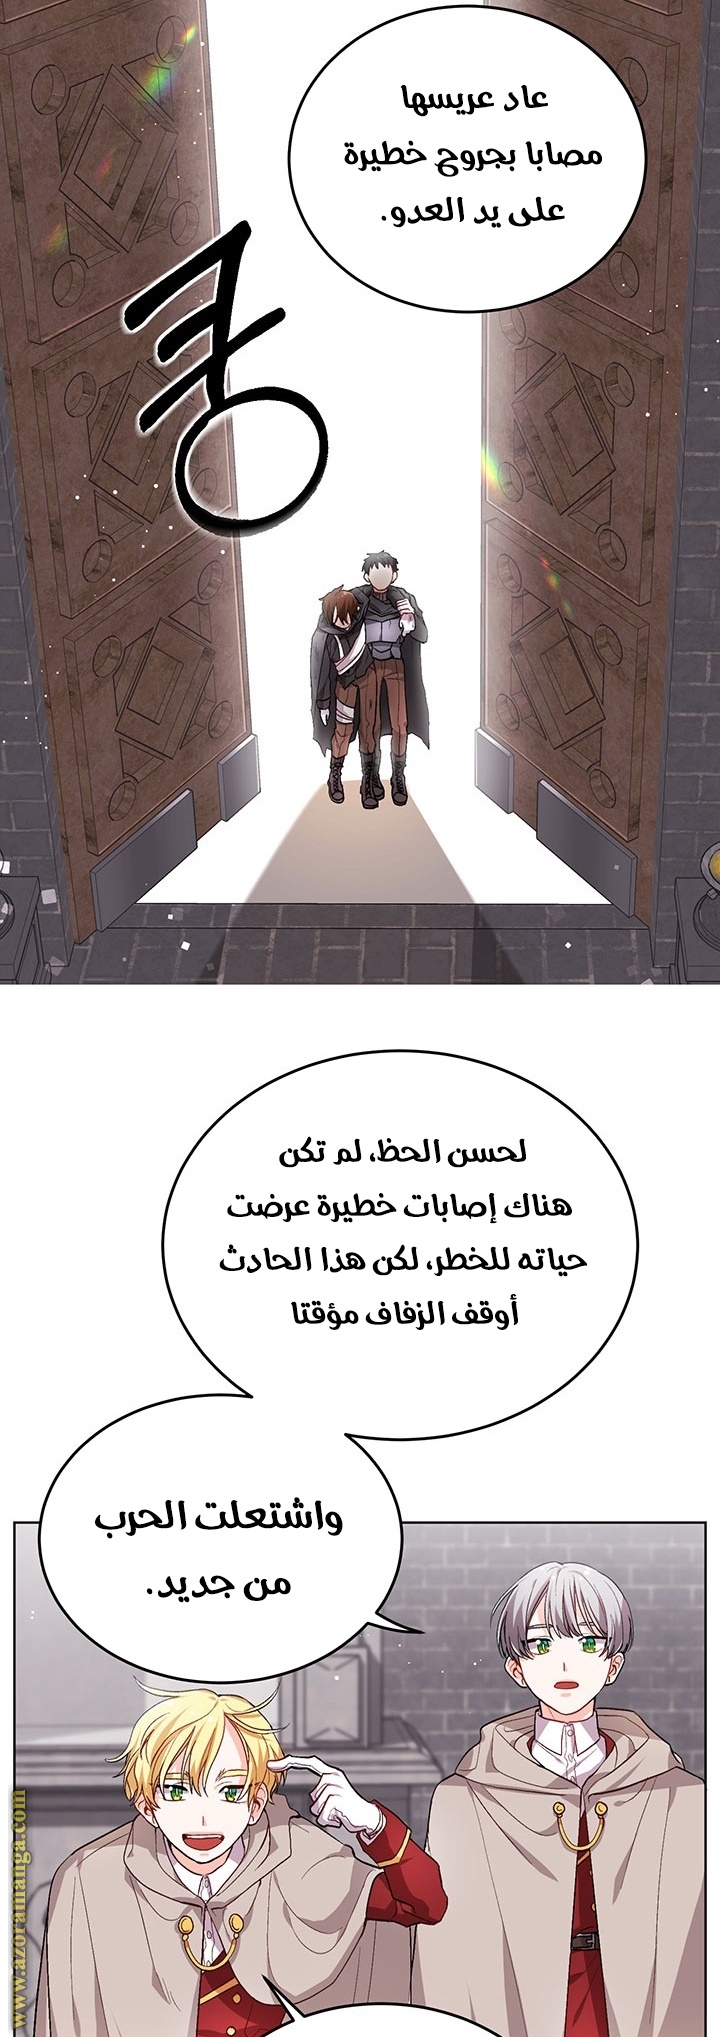 عاد عريسها
مصابا بجروح خطيرة
على يد العدو.
쿵
لحسن الحظ، لم تكن
هناك إصابات خطيرة عرضت
حياته للخطر، لكن هذا الحادث
أوقف الزفاف مؤقتا
واشتعلت الحرب
من جديد.
www.azoramanga.com